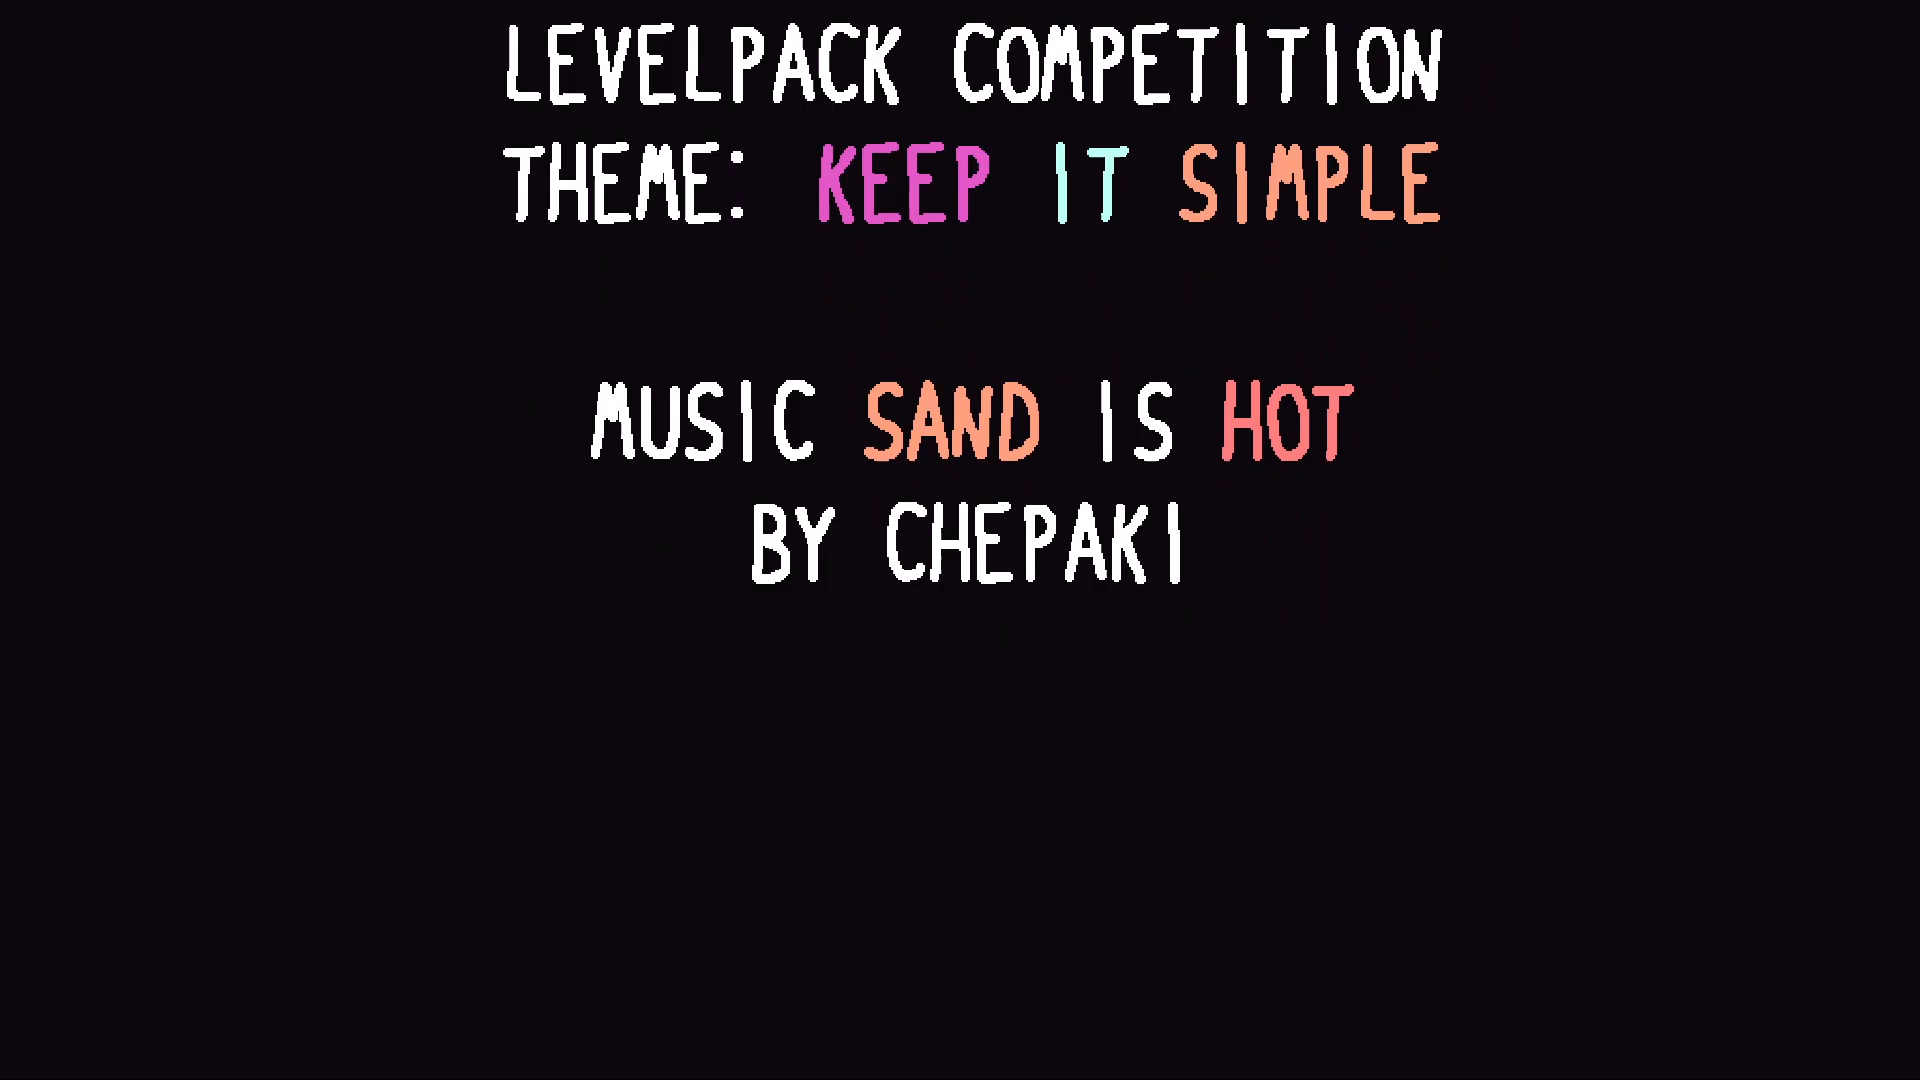 LEVELPACK COMPETITION
THEME: KEEP IT SIMPLE
MUSIC SAND IS HOT
BY CHEPAKI